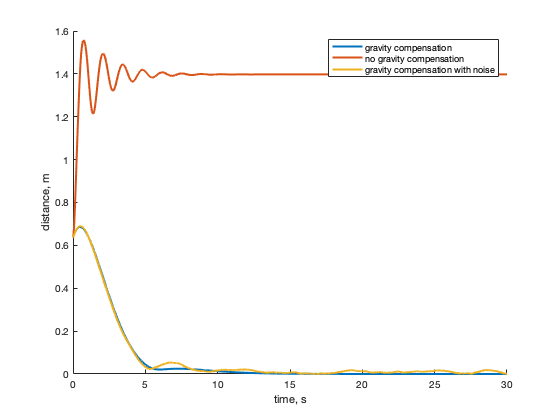 1.6
1.4
1.2
1
0.8
0.6
0.4
0.2
0
distance, m
gravity compensation
no gravity compensation
gravity compensation with noise
0 5 10 15 20 25 30
time, s